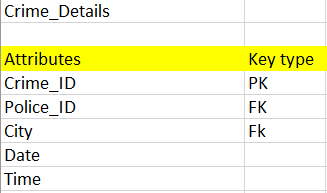 Crime_Details
Attributes Key type
Crime_ID PK
Police_ID FK
City Fk
Date
Time